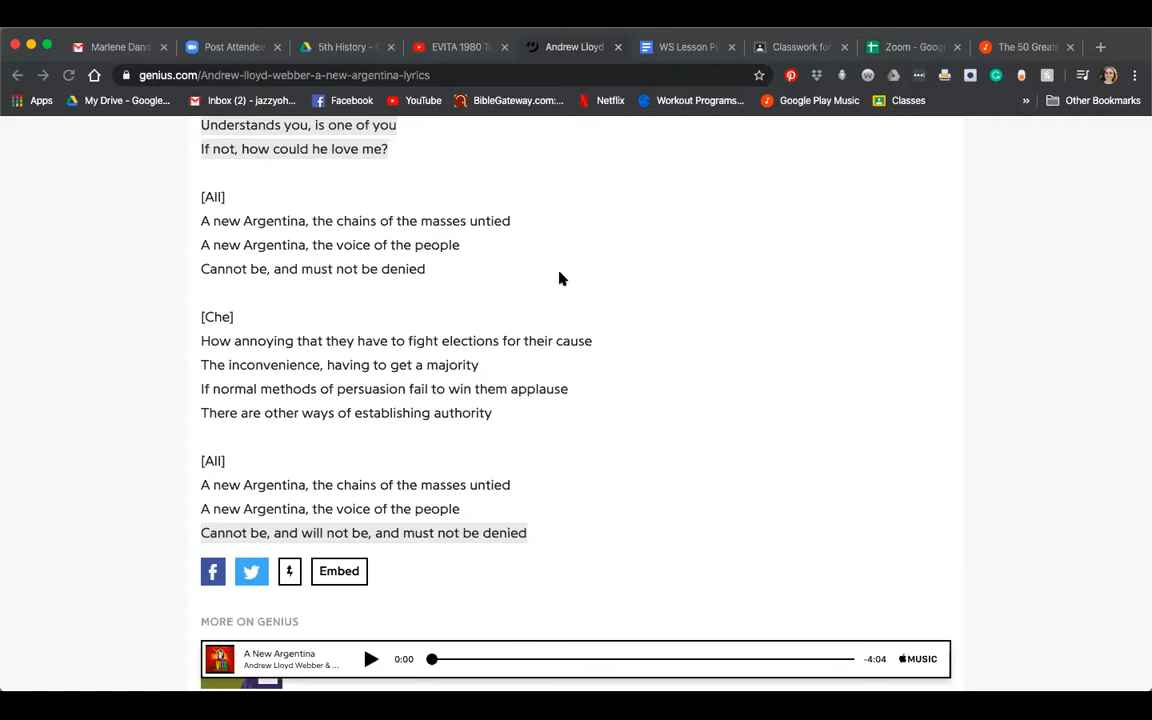 Marlene Dand
Post Attende
5th History -
EVITA 1980 To
Andrew Lloyd
WS Lesson Pl
Classwork for
Zoom - Goog
The 50 Great
genius.com/Andrew-lloyd-webber-a-new-argentina-lyrics
Apps
My Drive - Google...
Inbox (2) - jazzyoh...
Facebook
YouTube
BibleGateway.com:...
Netflix
Workout Programs...
Google Play Music
Classes
»
Other Bookmarks
Understands you, is one of you
If not, how could he love me?
[All]
A new Argentina, the chains of the masses untied
A new Argentina, the voice of the people
Cannot be, and must not be denied
[Che]
How annoying that they have to fight elections for their cause
The inconvenience, having to get a majority
If normal methods of persuasion fail to win them applause
There are other ways of establishing authority
[All]
A new Argentina, the chains of the masses untied
A new Argentina, the voice of the people
Cannot be, and will not be, and must not be denied
Embed
MORE ON GENIUS
A New Argentina
Andrew Lloyd Webber & ...
0:00
-4:04
MUSIC